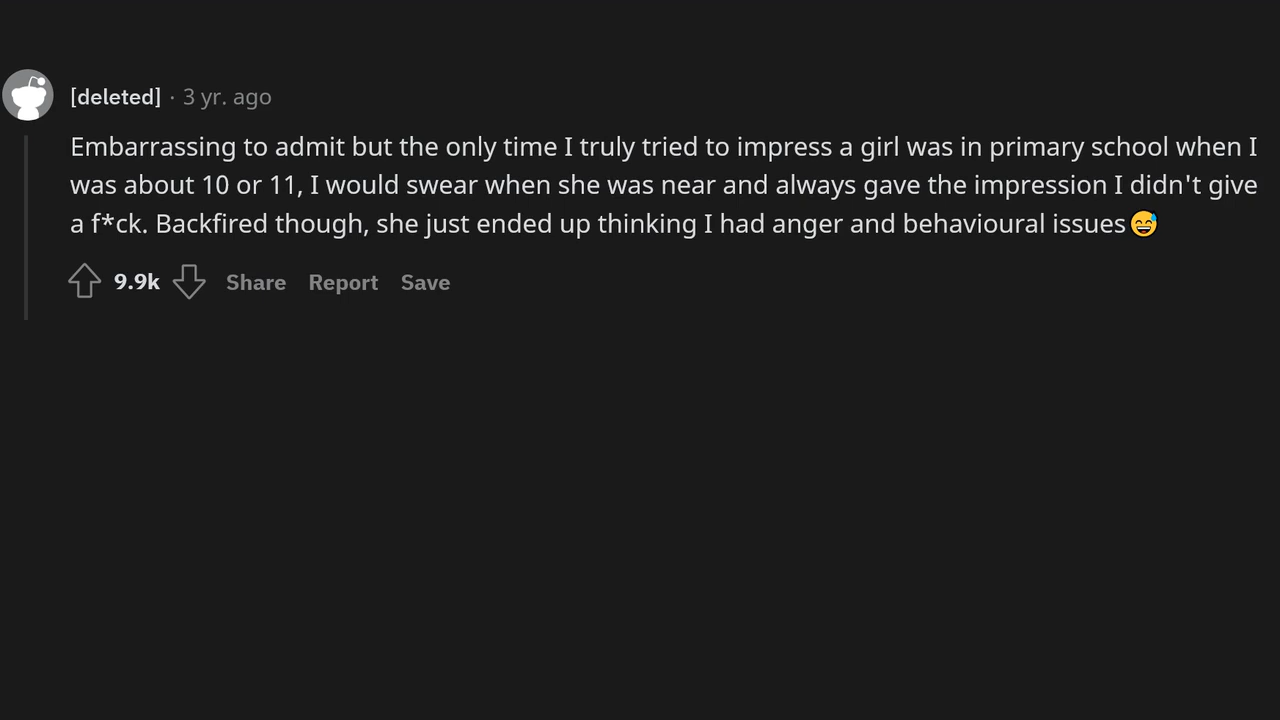 [deleted] · 3 yr. ago
Embarrassing to admit but the only time I truly tried to impress a girl was in primary school when I
was about 10 or 11, I would swear when she was near and always gave the impression I didn't give
a f*ck. Backfired though, she just ended up thinking I had anger and behavioural issues😅
9.9k Share Report Save